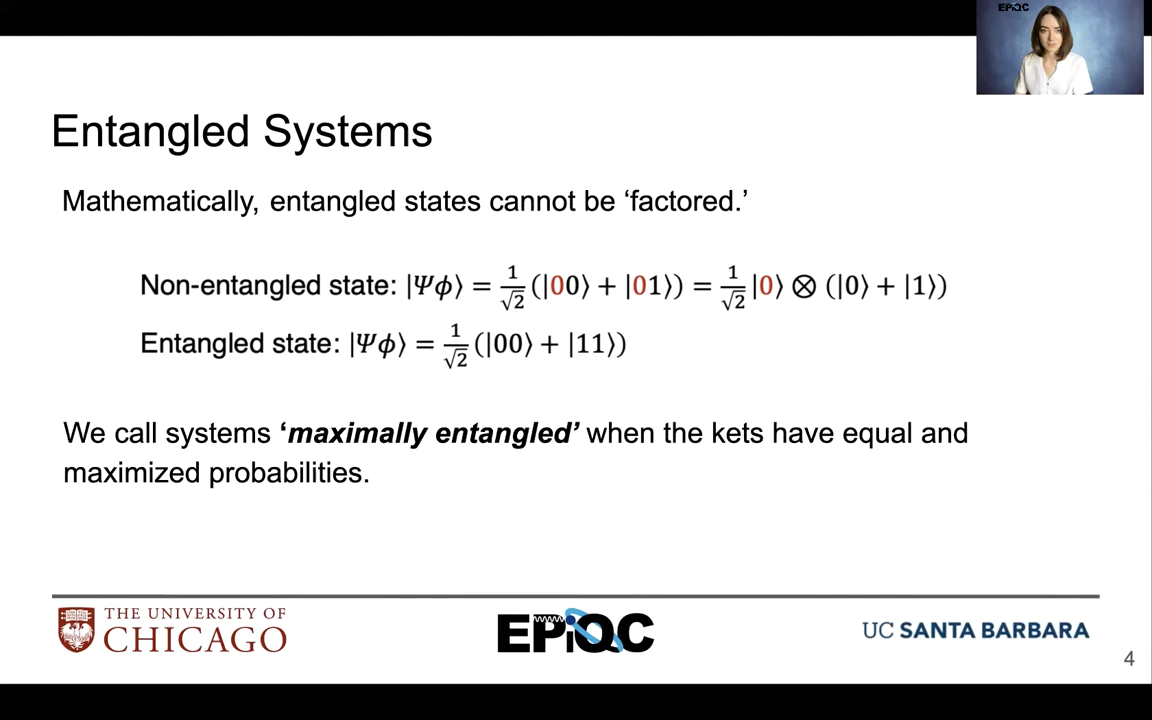 EPiQC
Entangled Systems
Mathematically, entangled states cannot be ‘factored.’
Non-entangled state: |Ψϕ⟩ = 1/√2 (|00⟩ + |01⟩) = 1/√2 |0⟩ ⊗ (|0⟩ + |1⟩)
Entangled state: |Ψϕ⟩ = 1/√2 (|00⟩ + |11⟩)
We call systems ‘maximally entangled’ when the kets have equal and
maximized probabilities.
THE UNIVERSITY OF
CHICAGO
EPiQC
UC SANTA BARBARA
4